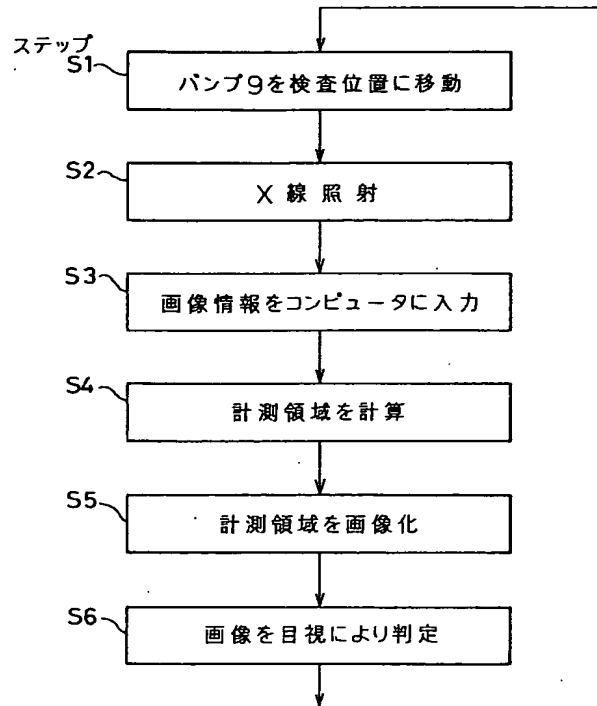 ステップ
S1
バンプ9を検査位置に移動
S2
X線照射
S3
画像情報をコンピュータに入力
S4
計測領域を計算
S5
計測領域を画像化
S6
画像を目視により判定